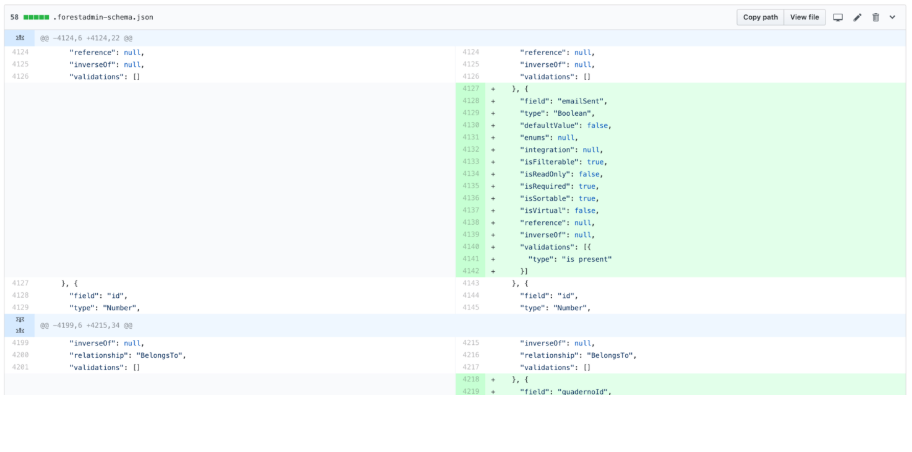 58 .forestadmin-schema.json Copy path View file
@@ -4124,6 +4124,22 @@
4124 "reference": null, 4124 "reference": null,
4125 "inverseOf": null, 4125 "inverseOf": null,
4126 "validations": [] 4126 "validations": []
4127 + }, {
4128 + "field": "emailSent",
4129 + "type": "Boolean",
4130 + "defaultValue": false,
4131 + "enums": null,
4132 + "integration": null,
4133 + "isFilterable": true,
4134 + "isReadOnly": false,
4135 + "isRequired": true,
4136 + "isSortable": true,
4137 + "isVirtual": false,
4138 + "reference": null,
4139 + "inverseOf": null,
4140 + "validations": [{
4141 + "type": "is present"
4142 + }]
4127 }, { 4143 }, {
4128 "field": "id", 4144 "field": "id",
4129 "type": "Number", 4145 "type": "Number",
@@ -4199,6 +4215,34 @@
4199 "inverseOf": null, 4215 "inverseOf": null,
4200 "relationship": "BelongsTo", 4216 "relationship": "BelongsTo",
4201 "validations": [] 4217 "validations": []
4218 + }, {
4219 + "field": "quadernoId",